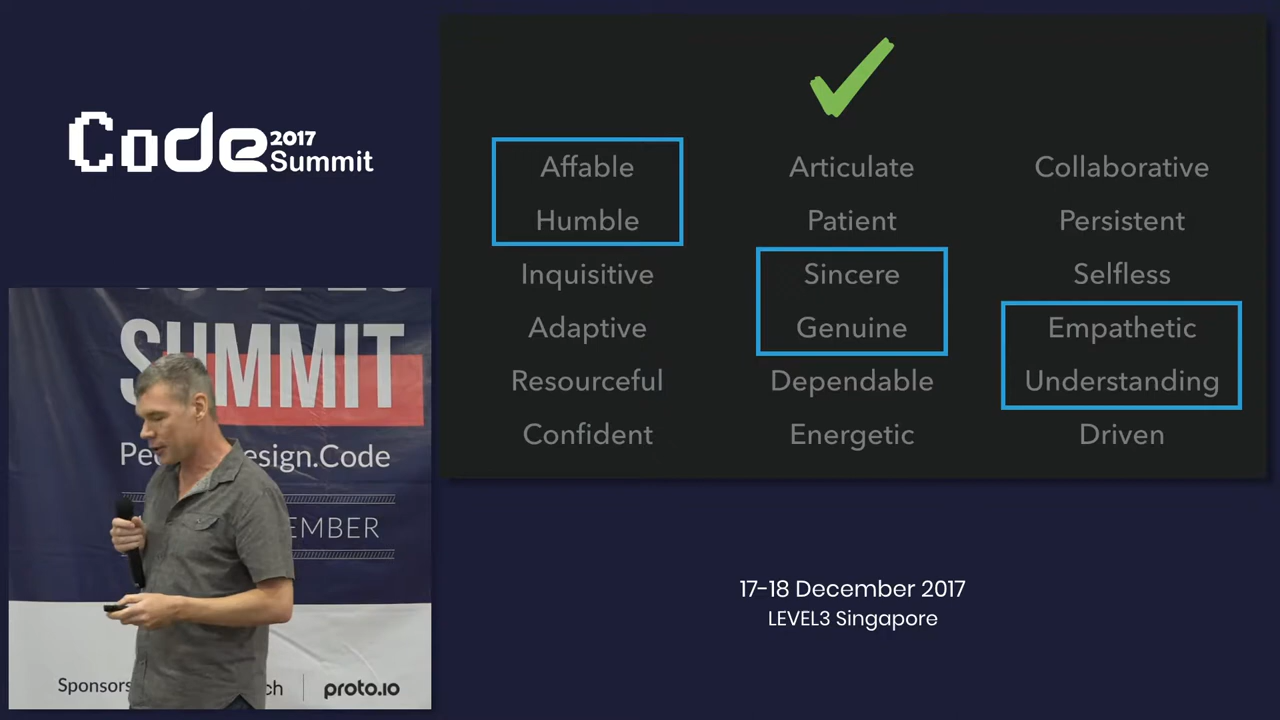 Code 2017
Summit
Affable
Humble
Inquisitive
Adaptive
Resourceful
Confident
Articulate
Patient
Sincere
Genuine
Dependable
Energetic
Collaborative
Persistent
Selfless
Empathetic
Understanding
Driven
SUMMIT
esign.Code
EMBER
Sponsors
ch
proto.io
17-18 December 2017
LEVEL3 Singapore